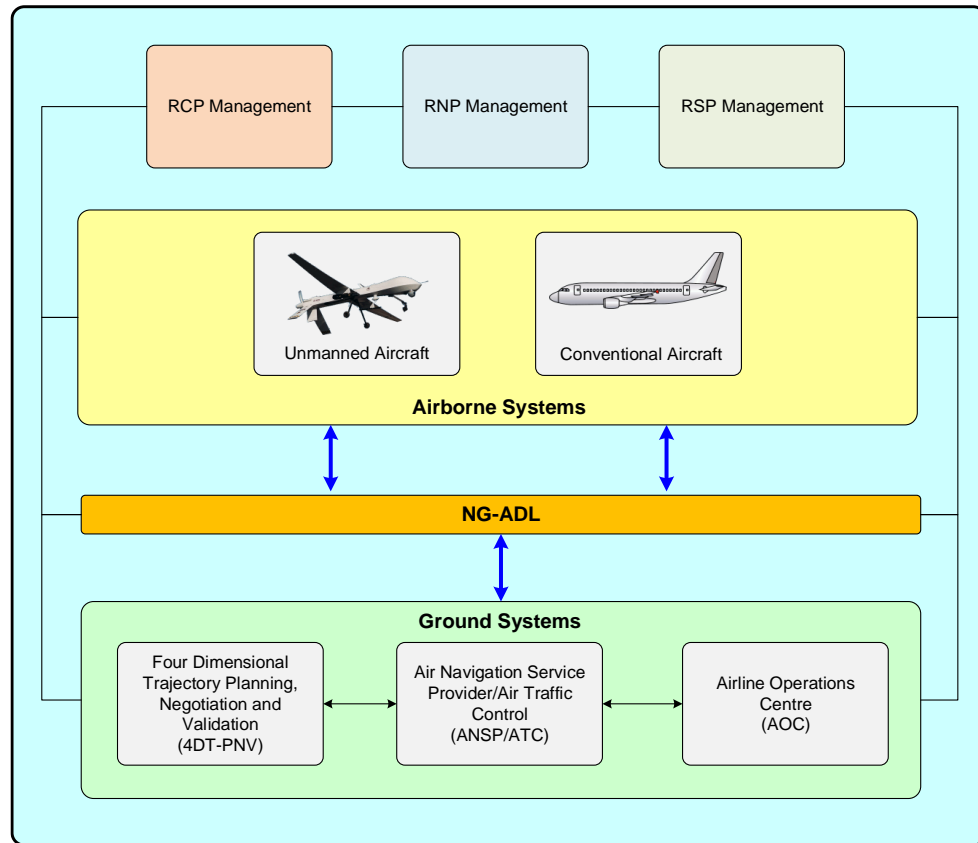 RCP Management
RNP Management
RSP Management
Unmanned Aircraft
Conventional Aircraft
Airborne Systems
NG-ADL
Ground Systems
Four Dimensional
Trajectory Planning,
Negotiation and
Validation
(4DT-PNV)
Air Navigation Service
Provider/Air Traffic
Control
(ANSP/ATC)
Airline Operations
Centre
(AOC)